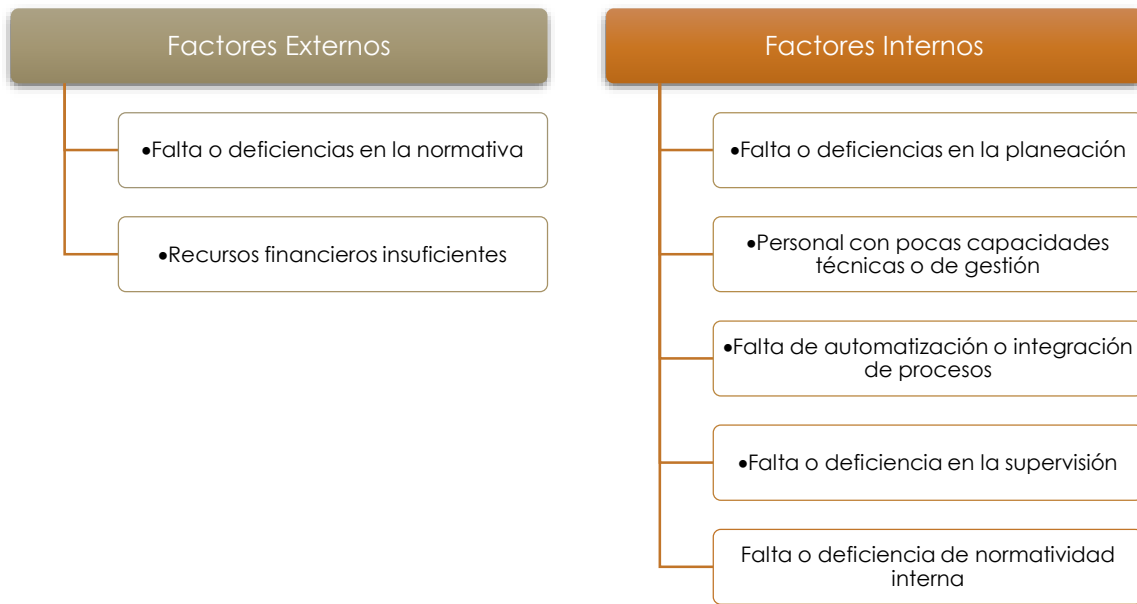 Factores Externos
•Falta o deficiencias en la normativa
•Recursos financieros insuficientes
Factores Internos
•Falta o deficiencias en la planeación
•Personal con pocas capacidades
técnicas o de gestión
•Falta de automatización o integración
de procesos
•Falta o deficiencia en la supervisión
Falta o deficiencia de normatividad
interna